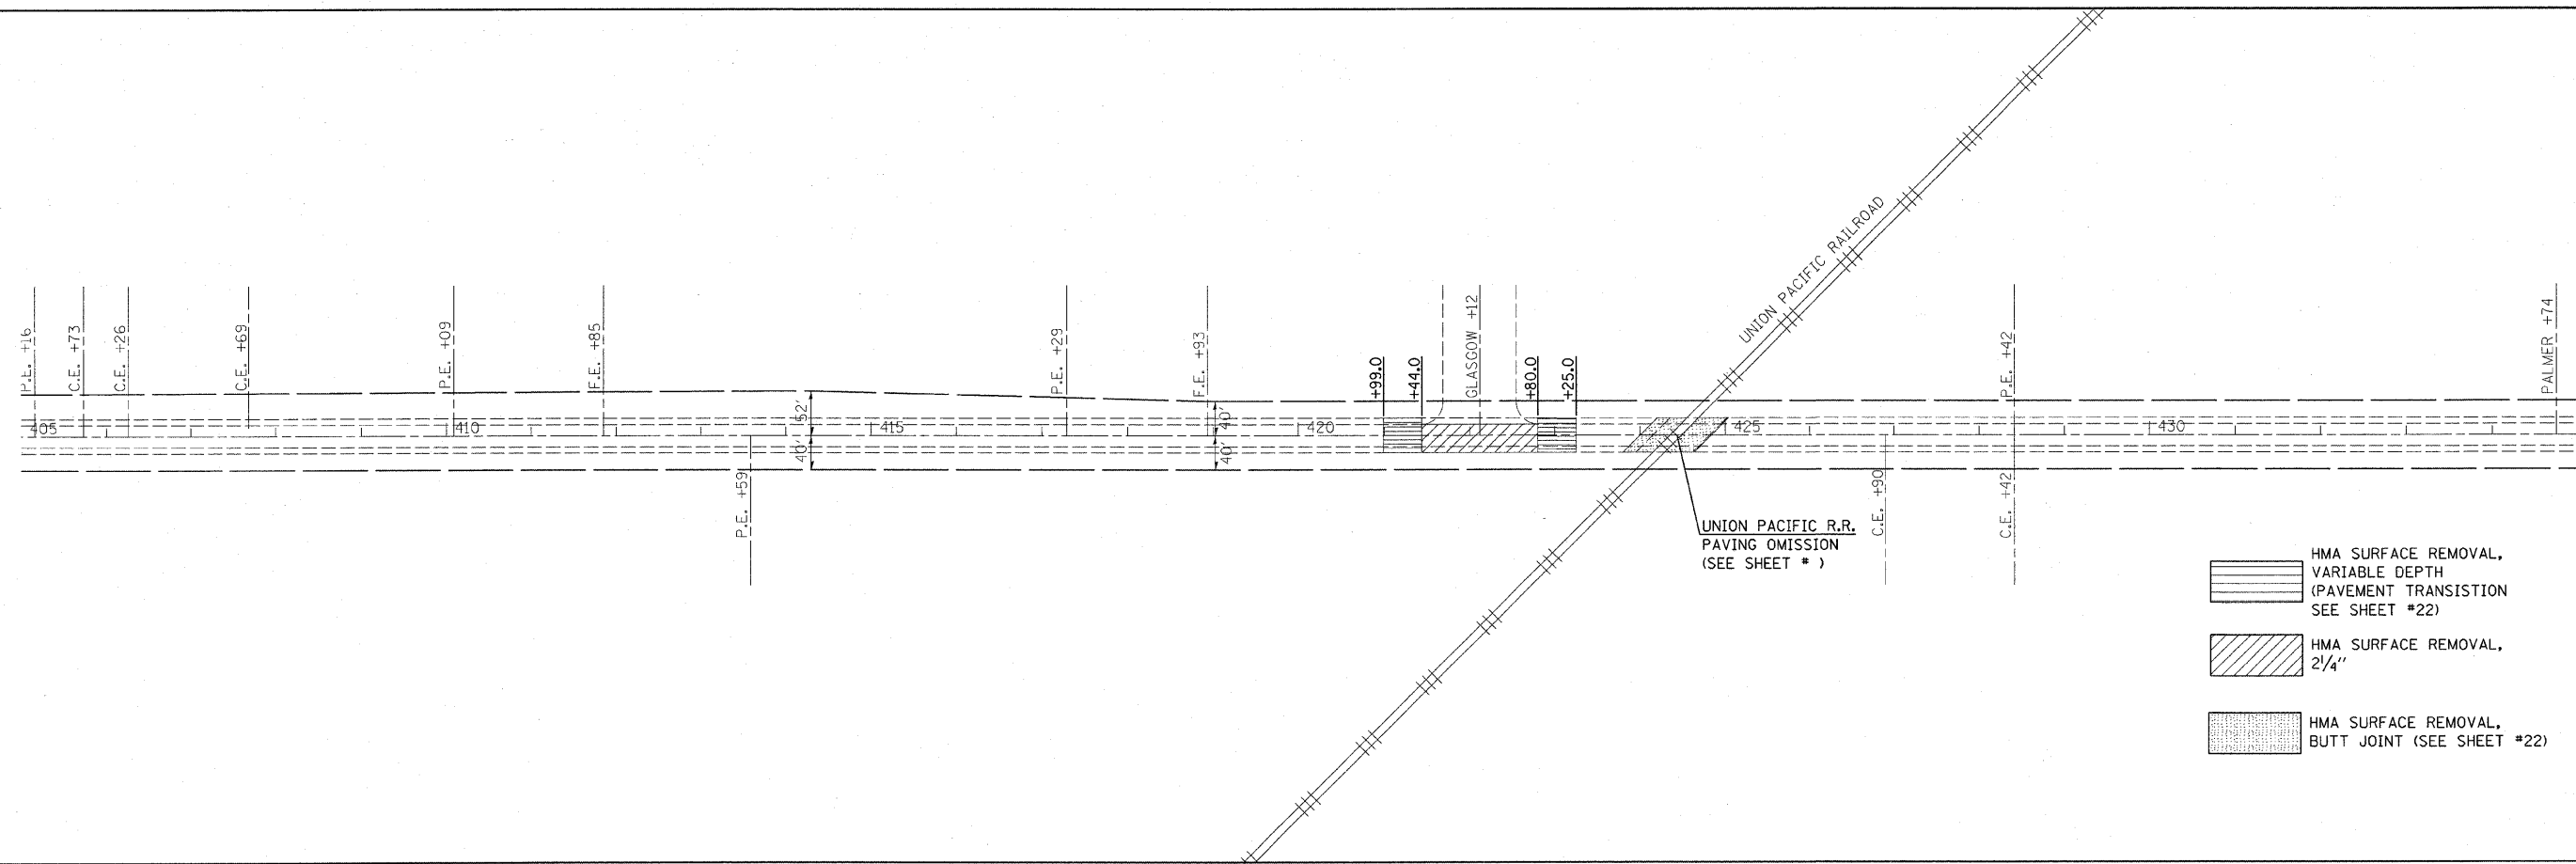 UNION PACIFIC RAILROAD
P.E. +16
C.E. +73
C.E. +26
C.E. +69
P.E. +09
F.E. +85
P.E. +29
F.E. +93
+99.0
+44.0
GLASGOW +12
+80.0
+25.0
P.E. +42
PALMER +74
405
410
52'
40'
415
40'
40'
420
425
430
P.E. +59
C.E. +90
C.E. +42
UNION PACIFIC R.R.
PAVING OMISSION
(SEE SHEET # )
HMA SURFACE REMOVAL,
VARIABLE DEPTH
(PAVEMENT TRANSISTION
SEE SHEET #22)
HMA SURFACE REMOVAL,
2 1/4"
HMA SURFACE REMOVAL,
BUTT JOINT (SEE SHEET #22)